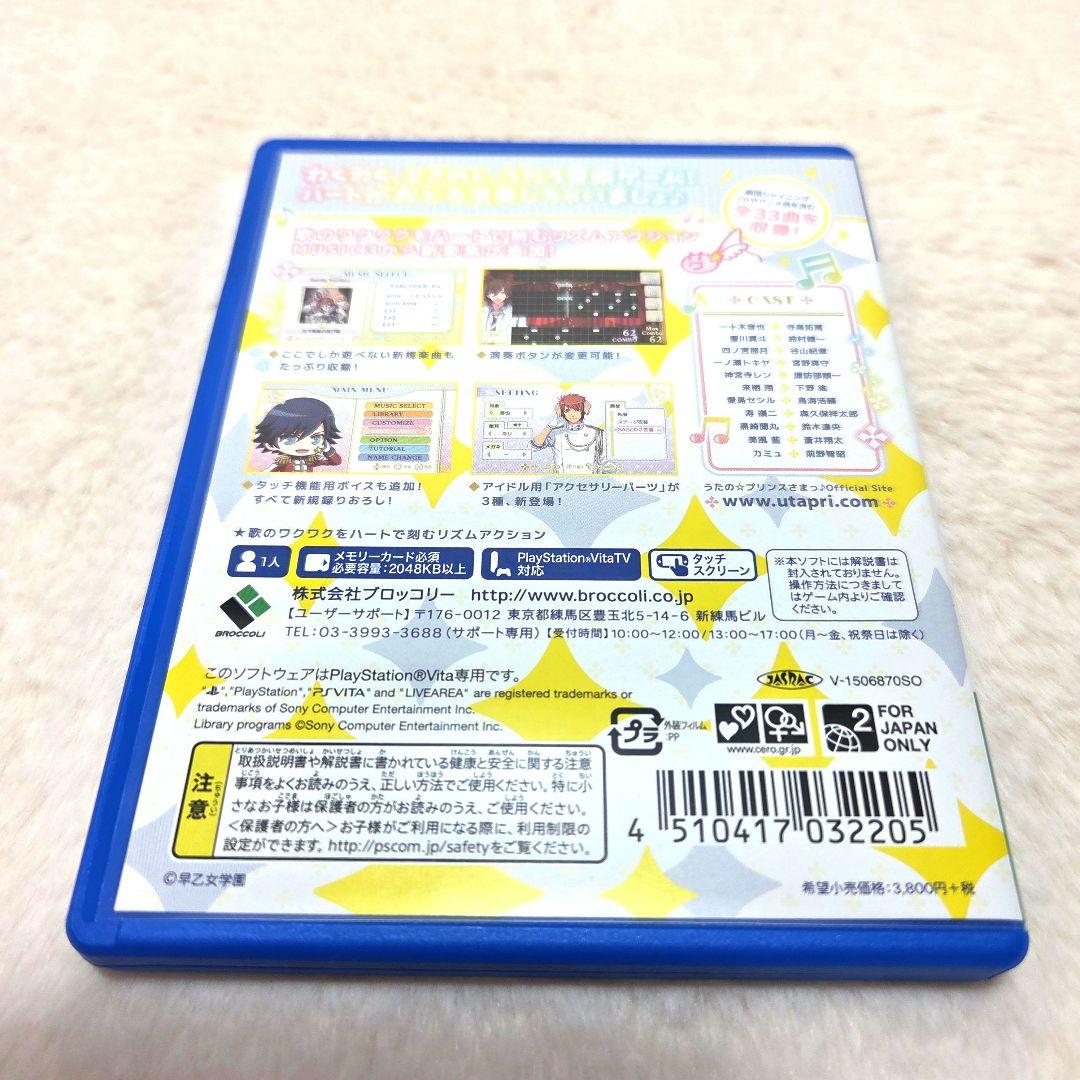 ハートがおどる
劇団シャイニング
全33曲を
収録！
歌のワクワクをハートで刻むリズムアクション
MUSIC3から新要素が追加！
MUSIC SELECT
62
COMBO
Max
Combo
62
◆ ここでしか遊べない新規楽曲も
たっぷり収録！
◆ 演奏ボタンが変更可能！
MAIN MENU
MUSIC SELECT
LIBRARY
CUSTOMIZE
OPTION
TUTORIAL
NAME CHANGE
SETTING
◆ タッチ機能用ボイスも追加！
すべて新規録りおろし！
◆ アイドル用「アクセサリーパーツ」が
3種、新登場！
CAST
一十木音也 寺島拓篤
聖川真斗 鈴村健一
四ノ宮那月 谷山紀章
一ノ瀬トキヤ 宮野真守
神宮寺レン 諏訪部順一
来栖 翔 下野 紘
愛島セシル 鳥海浩輔
寿 嶺二 森久保祥太郎
黒崎蘭丸 鈴木達央
美風 藍 蒼井翔太
カミュ 前野智昭
うたの☆プリンスさまっ♪Official Site
www.utapri.com
★歌のワクワクをハートで刻むリズムアクション
1人
メモリーカード必須
必要容量：2048KB以上
PlayStation®VitaTV
対応
タッチ
スクリーン
※本ソフトには解説書は
封入されておりません。
操作方法につきまして
はゲーム内よりご確認
ください。
BROCCOLI
株式会社ブロッコリー http://www.broccoli.co.jp
【ユーザーサポート】〒176-0012 東京都練馬区豊玉北5-14-6 新練馬ビル
TEL：03-3993-3688（サポート専用）【受付時間】10：00～12：00/13：00～17：00（月～金、祝祭日は除く）
このソフトウェアはPlayStation®Vita専用です。
JASRAC V-1506870SO
"PS","PlayStation","PSVITA" and "LIVEAREA" are registered trademarks or
trademarks of Sony Computer Entertainment Inc.
Library programs ©Sony Computer Entertainment Inc.
プラ
外装フィルム
：PP
www.cero.gr.jp
2
FOR
JAPAN
ONLY
注意
（ちゅうい）
取扱説明書や解説書に書かれている健康と安全に関する注意
事項をよくお読みのうえ、正しい方法でご使用ください。特に小
さなお子様は保護者の方がお読みのうえ、ご使用ください。
＜保護者の方へ＞お子様がご利用になる際に、利用制限の
設定ができます。http://pscom.jp/safetyをご覧ください。
4 510417 032205
©早乙女学園
希望小売価格：3,800円＋税